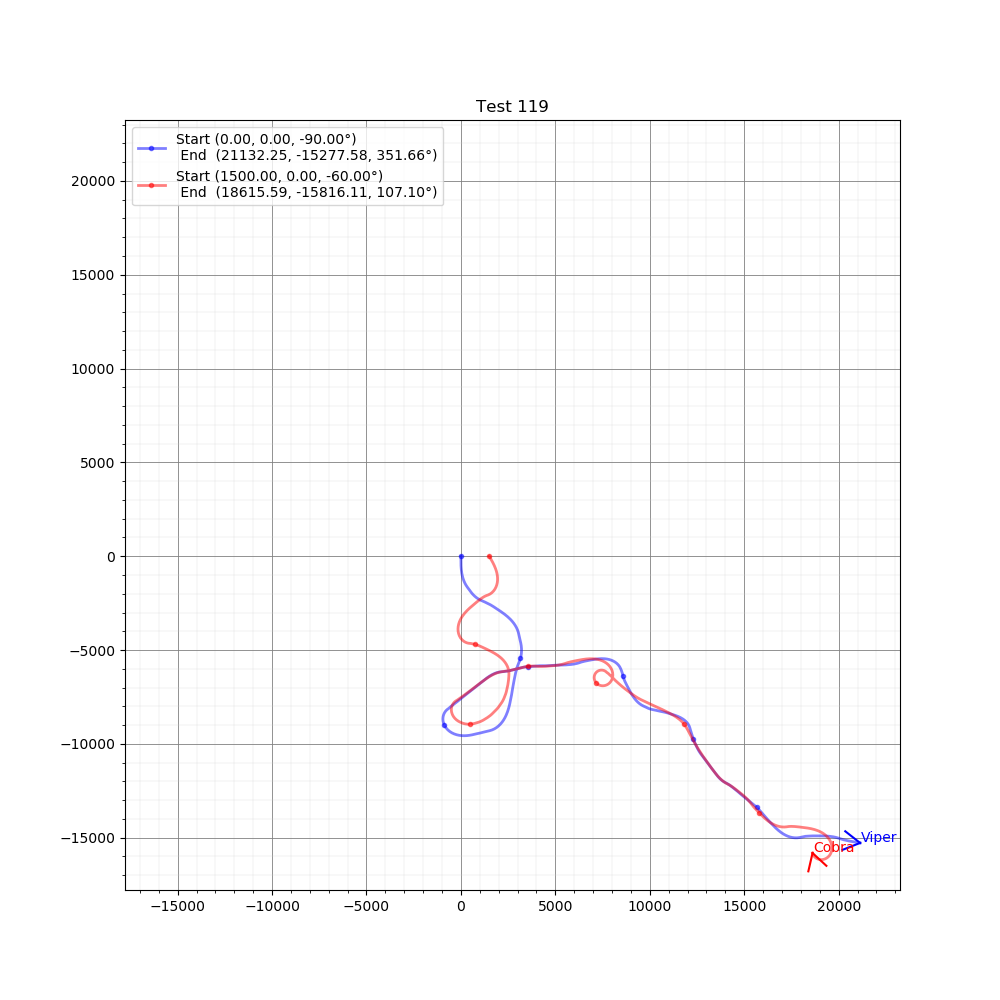 Test 119
Start (0.00, 0.00, -90.00°)
End  (21132.25, -15277.58, 351.66°)
Start (1500.00, 0.00, -60.00°)
End  (18615.59, -15816.11, 107.10°)
20000
15000
10000
5000
0
−5000
−10000
−15000
Viper
Cobra
−15000 −10000 −5000 0 5000 10000 15000 20000